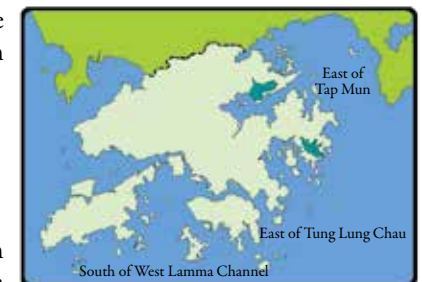 East of
Tap Mun
East of Tung Lung Chau
South of West Lamma Channel